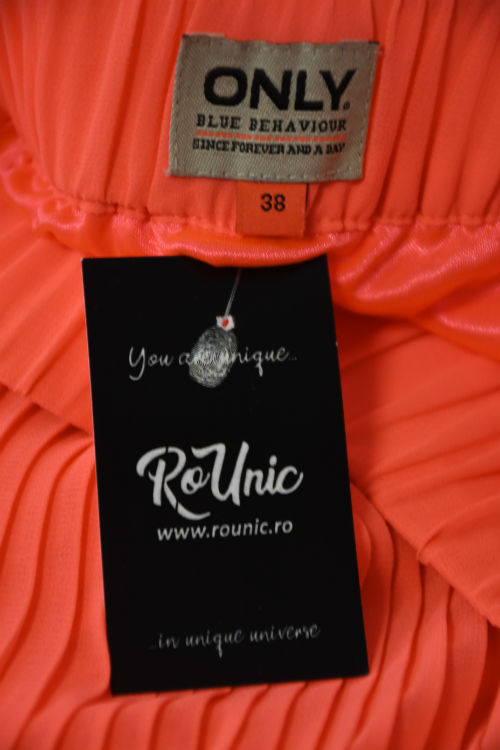 ONLY
BLUE BEHAVIOUR
SINCE FOREVER AND A DAY
38
You are unique...
RoUnic
www.rounic.ro
...in unique universe